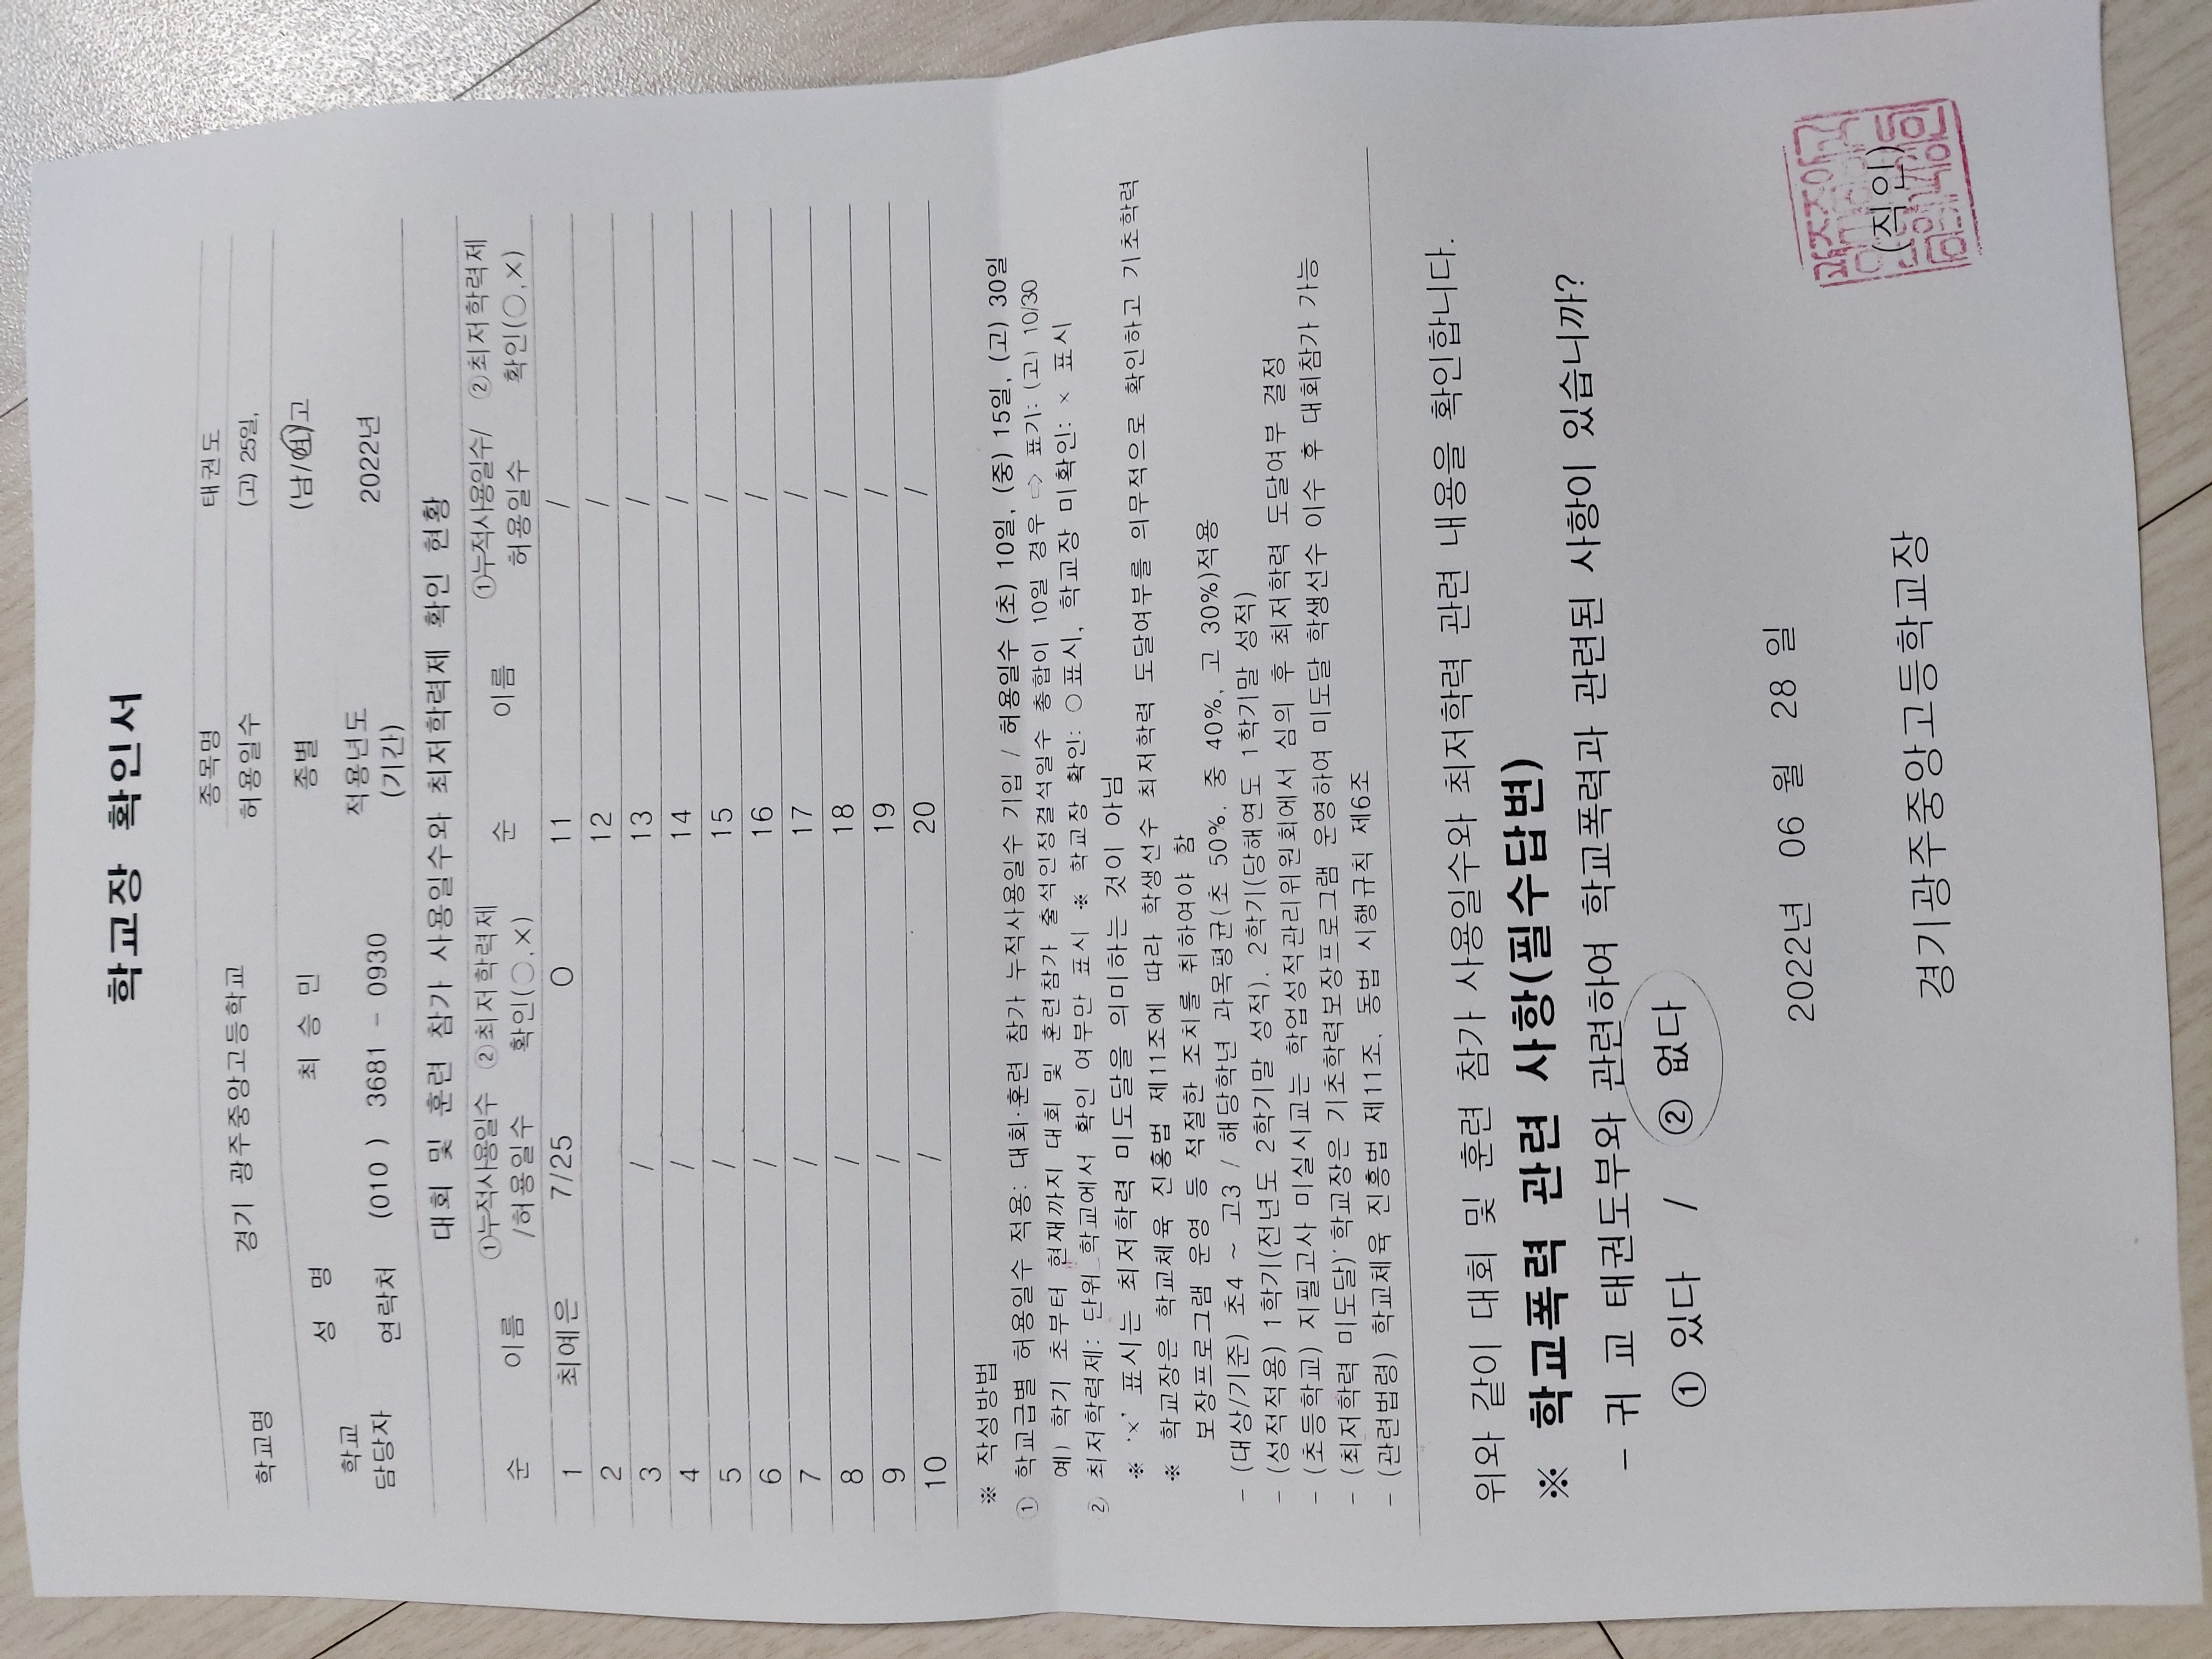 학교장 확인서
학교명 경기 광주중앙고등학교 종목명 태권도
허용일수 (고) 25일,
학교 담당자 성 명 최 승 민 종별 (남/여)고
연락처 (010 ) 3681 - 0930 적용년도 (기간) 2022년
대회 및 훈련 참가 사용일수와 최저학력제 확인 현황
순 이름 ①누적사용일수 /허용일수 ②최저학력제 확인(○,×) 순 이름 ①누적사용일수/ 허용일수 ②최저학력제 확인(○,×)
1 최예은 7/25 O 11 /
2 12 /
3 / 13 /
4 / 14 /
5 / 15 /
6 / 16 /
7 / 17 /
8 / 18 /
9 / 19 /
10 / 20 /
※ 작성방법
① 학교급별 허용일수 적용: 대회·훈련 참가 누적사용일수 기입 / 허용일수 (초) 10일, (중) 15일, (고) 30일
예) 학기 초부터 현재까지 대회 및 훈련참가 출석인정결석일수 총합이 10일 경우 ⇨ 표기: (고) 10/30
② 최저학력제: 단위 학교에서 확인 여부만 표시 ※ 학교장 확인: ○ 표시, 학교장 미확인: × 표시
※ '×' 표시는 최저학력 미도달을 의미하는 것이 아님
※ 학교장은 학교체육 진흥법 제11조에 따라 학생선수 최저학력 도달여부를 의무적으로 확인하고 기초학력
보장프로그램 운영 등 적절한 조치를 취하여야 함
- (대상/기준) 초4 ~ 고3 / 해당학년 과목평균(초 50%, 중 40%, 고 30%)적용
- (성적적용) 1학기(전년도 2학기말 성적), 2학기(당해연도 1학기말 성적)
- (초등학교) 지필고사 미실시교는 학업성적관리위원회에서 심의 후 최저학력 도달여부 결정
- (최저학력 미도달) 학교장은 기초학력보장프로그램 운영하여 미도달 학생선수 이수 후 대회참가 가능
- (관련법령) 학교체육 진흥법 제11조, 동법 시행규칙 제6조
위와 같이 대회 및 훈련 참가 사용일수와 최저학력 관련 내용을 확인합니다.
※ 학교폭력 관련 사항(필수답변)
- 귀 교 태권도부와 관련하여 학교폭력과 관련된 사항이 있습니까?
① 있다 / ② 없다
2022년 06 월 28 일
경기광주중앙고등학교장 (직인)